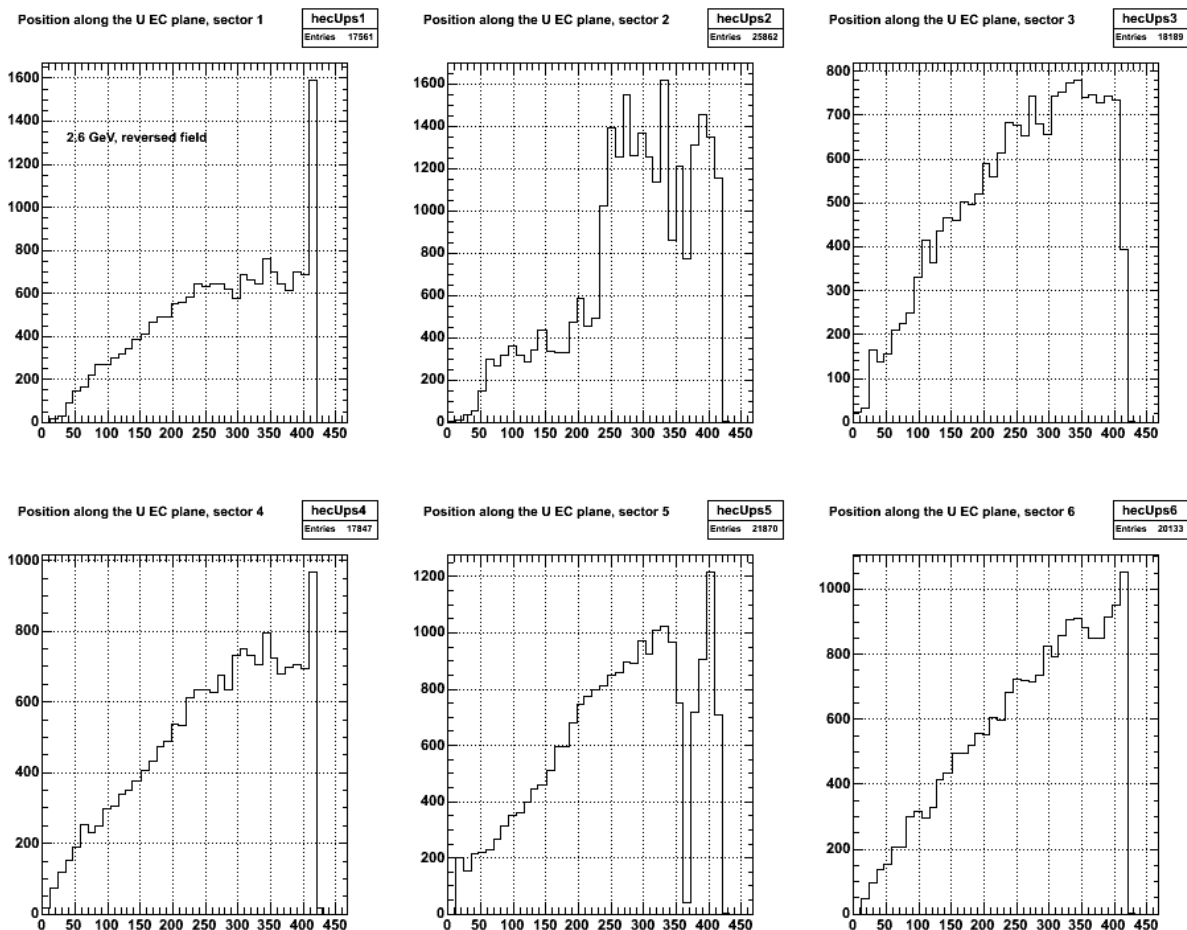 Position along the U EC plane, sector 1
hecUps1
Entries 17561
2.6 GeV, reversed field
1600
1400
1200
1000
800
600
400
200
0
0 50 100 150 200 250 300 350 400 450
Position along the U EC plane, sector 2
hecUps2
Entries 25862
1600
1400
1200
1000
800
600
400
200
0
0 50 100 150 200 250 300 350 400 450
Position along the U EC plane, sector 3
hecUps3
Entries 18189
800
700
600
500
400
300
200
100
0
0 50 100 150 200 250 300 350 400 450
Position along the U EC plane, sector 4
hecUps4
Entries 17847
1000
800
600
400
200
0
0 50 100 150 200 250 300 350 400 450
Position along the U EC plane, sector 5
hecUps5
Entries 21870
1200
1000
800
600
400
200
0
0 50 100 150 200 250 300 350 400 450
Position along the U EC plane, sector 6
hecUps6
Entries 20133
1000
800
600
400
200
0
0 50 100 150 200 250 300 350 400 450